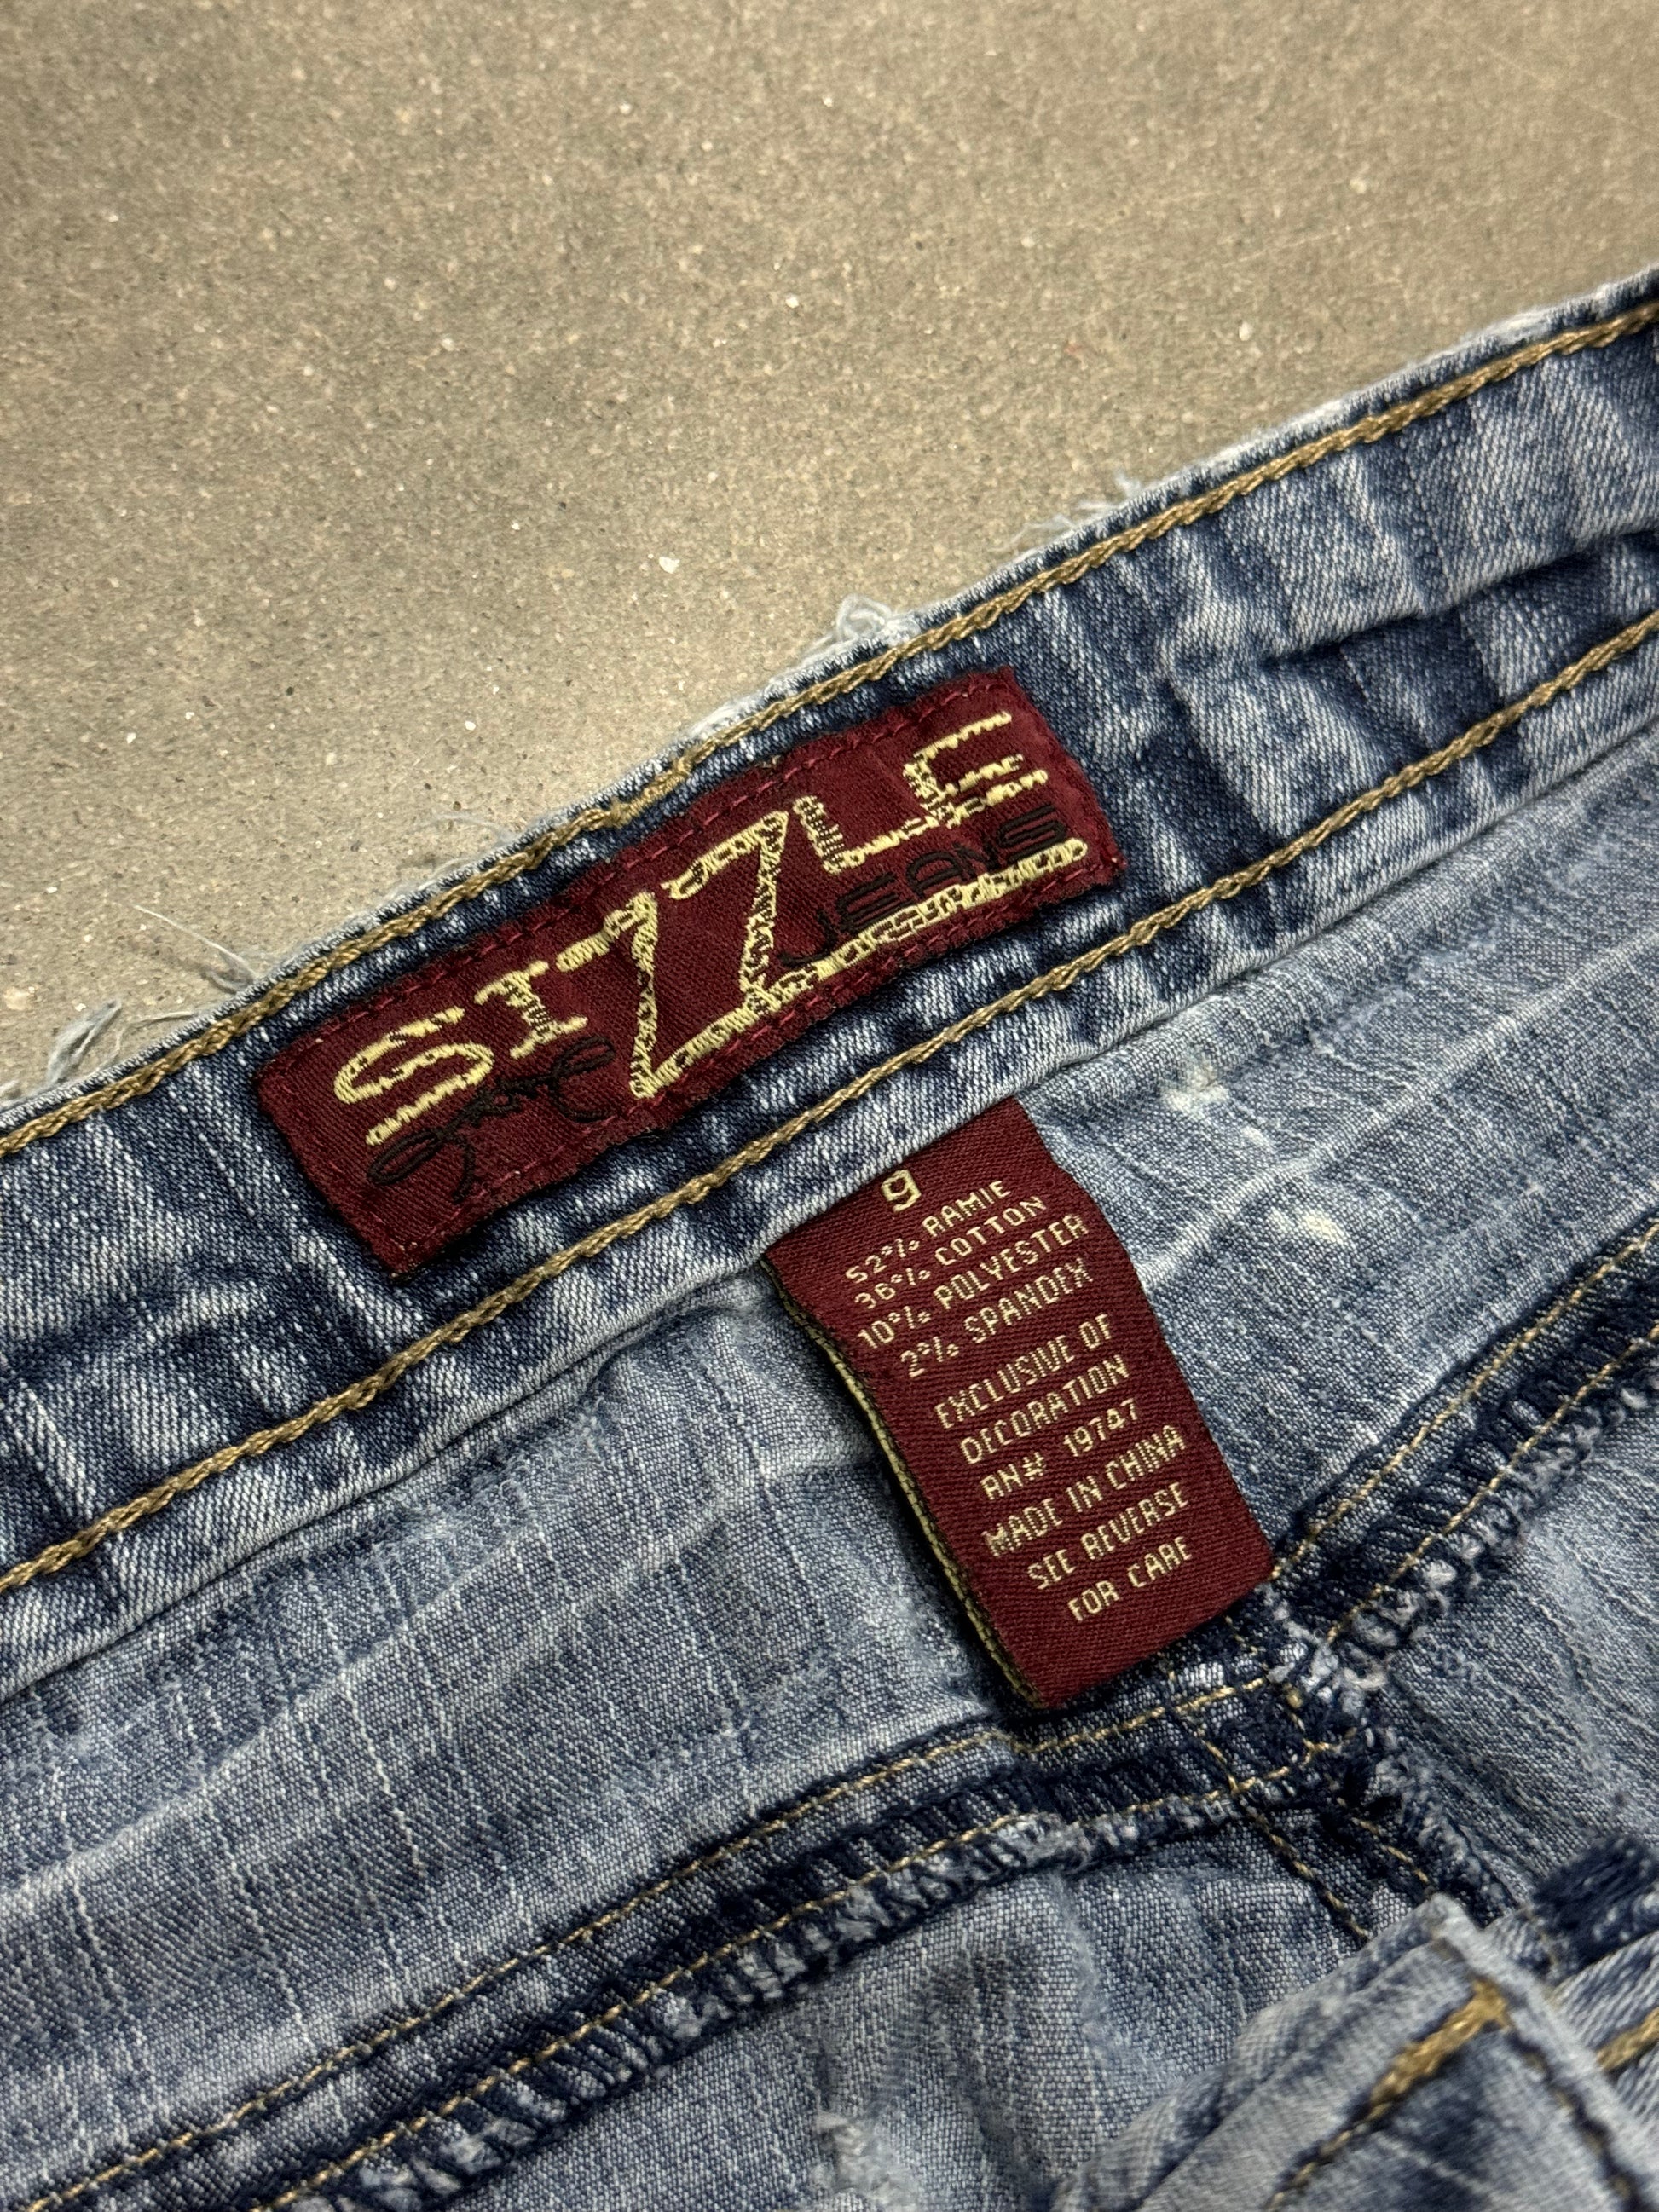 SIZZLE
JEANS
9
52% RAMIE
36% COTTON
10% POLYESTER
2% SPANDEX
EXCLUSIVE OF
DECORATION
AN# 19747
MADE IN CHINA
SEE REVERSE
FOR CARE